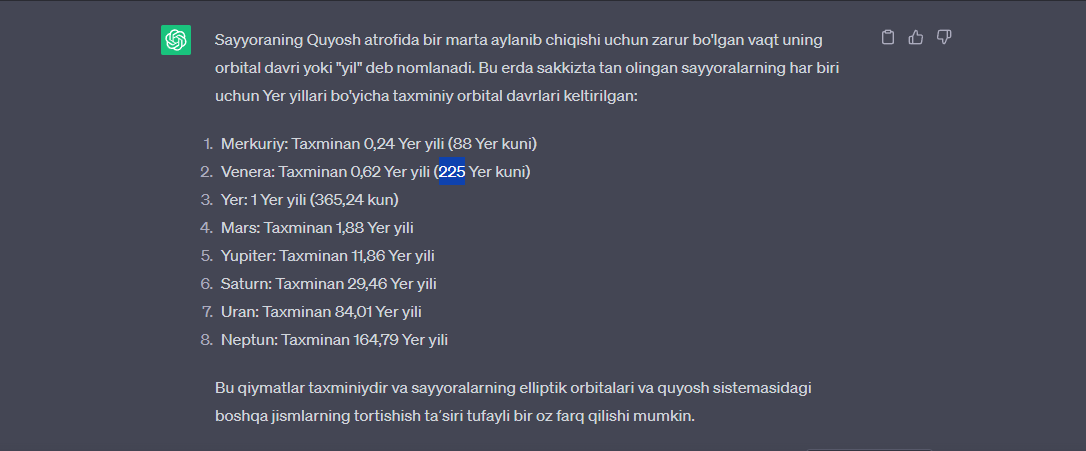 Sayyoraning Quyosh atrofida bir marta aylanib chiqishi uchun zarur bo'lgan vaqt uning
orbital davri yoki "yil" deb nomlanadi. Bu erda sakkizta tan olingan sayyoralarning har biri
uchun Yer yillari bo'yicha taxminiy orbital davrlari keltirilgan:
1. Merkuriy: Taxminan 0,24 Yer yili (88 Yer kuni)
2. Venera: Taxminan 0,62 Yer yili (225 Yer kuni)
3. Yer: 1 Yer yili (365,24 kun)
4. Mars: Taxminan 1,88 Yer yili
5. Yupiter: Taxminan 11,86 Yer yili
6. Saturn: Taxminan 29,46 Yer yili
7. Uran: Taxminan 84,01 Yer yili
8. Neptun: Taxminan 164,79 Yer yili
Bu qiymatlar taxminiydir va sayyoralarning elliptik orbitalari va quyosh sistemasidagi
boshqa jismlarning tortishish ta'siri tufayli bir oz farq qilishi mumkin.